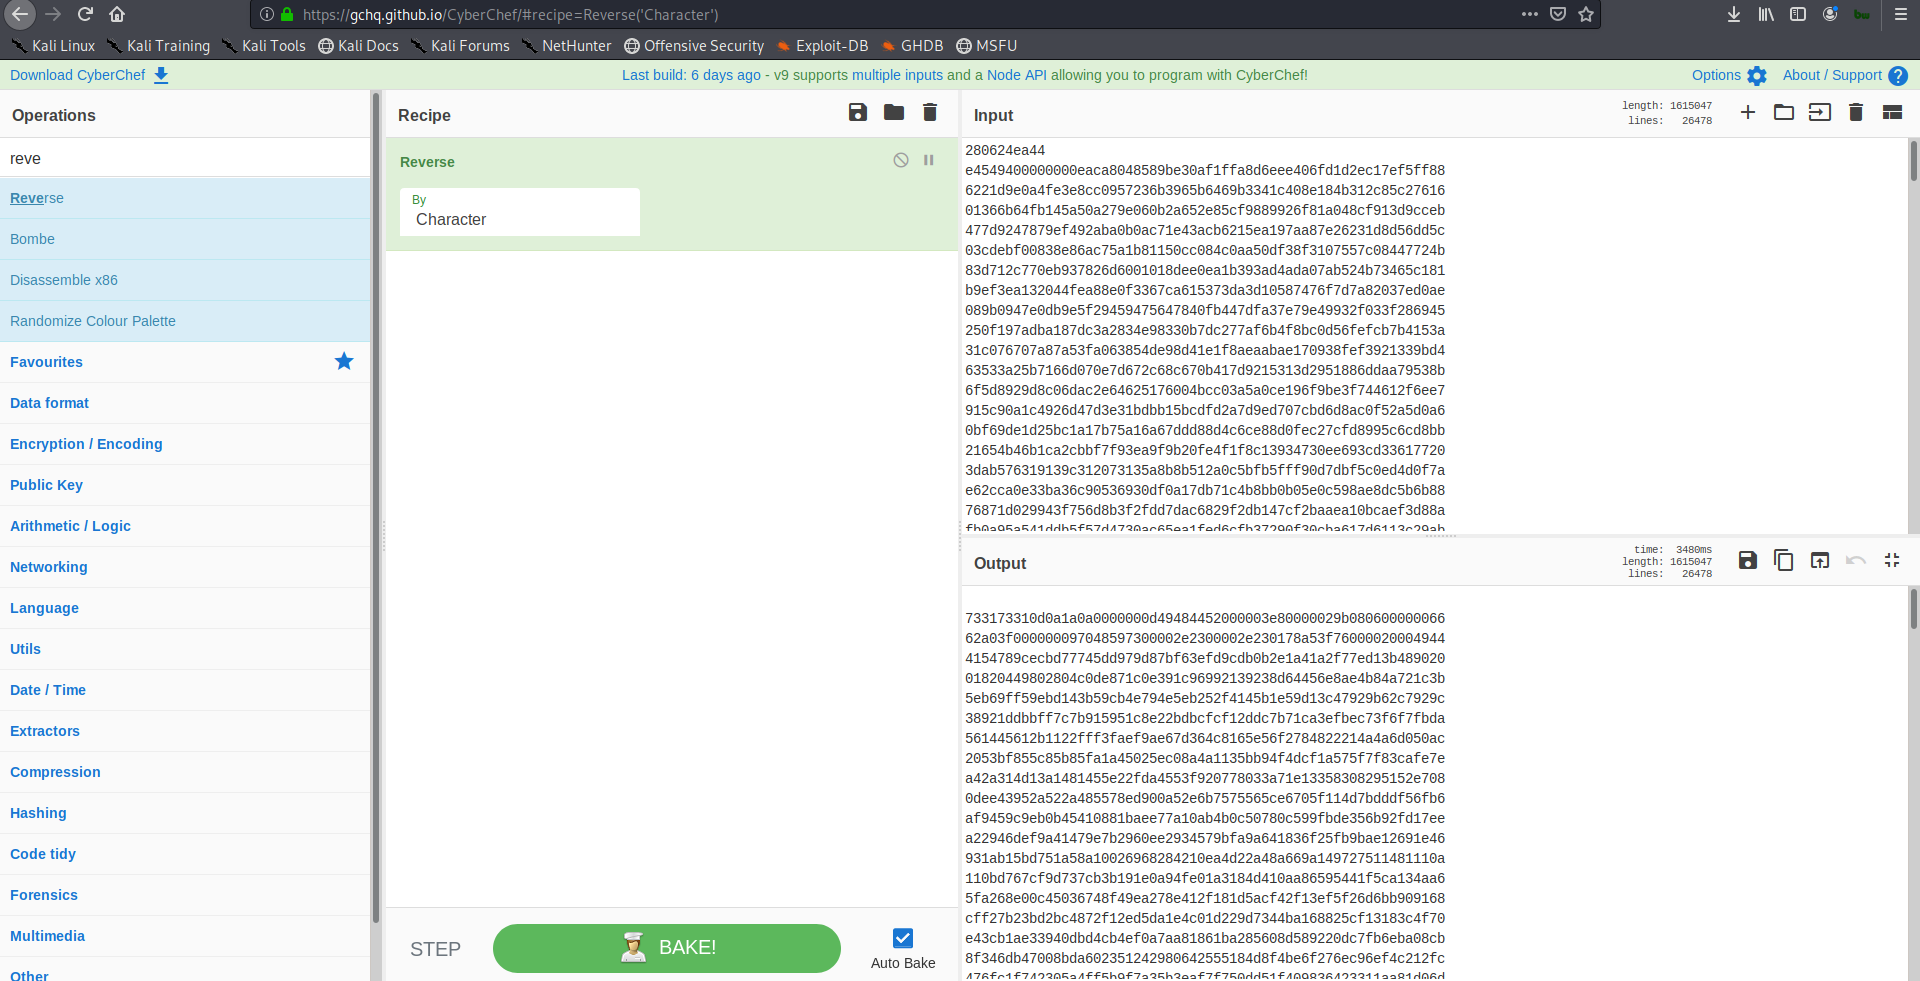 https://gchq.github.io/CyberChef/#recipe=Reverse('Character')
Kali Linux Kali Training Kali Tools Kali Docs Kali Forums NetHunter Offensive Security Exploit-DB GHDB MSFU
Download CyberChef Last build: 6 days ago - v9 supports multiple inputs and a Node API allowing you to program with CyberChef! Options About / Support
Operations
reve
Reverse
Bombe
Disassemble x86
Randomize Colour Palette
Favourites
Data format
Encryption / Encoding
Public Key
Arithmetic / Logic
Networking
Language
Utils
Date / Time
Extractors
Compression
Hashing
Code tidy
Forensics
Multimedia
Other
Recipe
Reverse
By
Character
STEP
BAKE!
Auto Bake
Input
length: 1615047
lines: 26478
280624ea44
e4549400000000eaca8048589be30af1ffa8d6eee406fd1d2ec17ef5ff88
6221d9e0a4fe3e8cc0957236b3965b6469b3341c408e184b312c85c27616
01366b64fb145a50a279e060b2a652e85cf9889926f81a048cf913d9cceb
477d9247879ef492aba0b0ac71e43acb6215ea197aa87e26231d8d56dd5c
03cdebf00838e86ac75a1b81150cc084c0aa50df38f3107557c08447724b
83d712c770eb937826d6001018dee0ea1b393ad4ada07ab524b73465c181
b9ef3ea132044fea88e0f3367ca615373da3d10587476f7d7a82037ed0ae
089b0947e0db9e5f29459475647840fb447dfa37e79e49932f033f286945
250f197adba187dc3a2834e98330b7dc277af6b4f8bc0d56fefcb7b4153a
31c076707a87a53fa063854de98d41e1f8aeaabae170938fef3921339bd4
63533a25b7166d070e7d672c68c670b417d9215313d2951886ddaa79538b
6f5d8929d8c06dac2e64625176004bcc03a5a0ce196f9be3f744612f6ee7
915c90a1c4926d47d3e31bdbb15bcdfd2a7d9ed707cbd6d8ac0f52a5d0a6
0bf69de1d25bc1a17b75a16a67ddd88d4c6ce88d0fec27cfd8995c6cd8bb
21654b46b1ca2cbbf7f93ea9f9b20fe4f1f8c13934730ee693cd33617720
3dab576319139c312073135a8b8b512a0c5bfb5fff90d7dbf5c0ed4d0f7a
e62cca0e33ba36c90536930df0a17db71c4b8bb0b05e0c598ae8dc5b6b88
76871d029943f756d8b3f2fdd7dac6829f2db147cf2baaea10bcaef3d88a
fb0a95a541ddb5f57d4730ac65ea1fed6cfb37290f30cba617d6113c29ab
Output
time: 3480ms
length: 1615047
lines: 26478
733173310d0a1a0a0000000d49484452000003e80000029b080600000066
62a03f000000097048597300002e2300002e230178a53f76000020004944
4154789cecbd77745dd979d87bf63efd9cdb0b2e1a41a2f77ed13b489020
01820449802804c0de871c0e391c96992139238d64456e8ae4b84a721c3b
5eb69ff59ebd143b59cb4e794e5eb252f4145b1e59d13c47929b62c7929c
38921ddbbff7c7b915951c8e22bdbcfcf12ddc7b71ca3efbec73f6f7fbda
561445612b1122fff3faef9ae67d364c8165e56f2784822214a4a6d050ac
2053bf855c85b85fa1a45025ec08a4a1135bb94f4dcf1a575f7f83cafe7e
a42a314d13a1481455e22fda4553f920778033a71e13358308295152e708
0dee43952a522a485578ed900a52e6b7575565ce6705f114d7bdddf56fb6
af9459c9eb0b45410881baee77a10ab4b0c50780c599fbde356b92fd17ee
a22946def9a41479e7b2960ee2934579bfa9a641836f25fb9bae12691e46
931ab15bd751a58a10026968284210ea4d22a48a669a149727511481110a
110bd767cf9d737cb3b191e0a94fe01a3184d410aa86595441f5ca134aa6
5fa268e00c45036748f49ea278e412f181d5acf42f13ef5f26d6bb909168
cff27b23bd2bc4872f12ed5da1e4c01d229d7344ba168825cf13183c4f70
e43cb1ae33940dbd4cb4ef0a7aa81861ba285608d589220dc7fb6eba08cb
8f346db47008bda602351242980642555184d8f4be6f276ec96ef4c212fc
476fc1f742305a4ff5b9f7a35b3eaf7f750dd51f409836423311aa81d06d